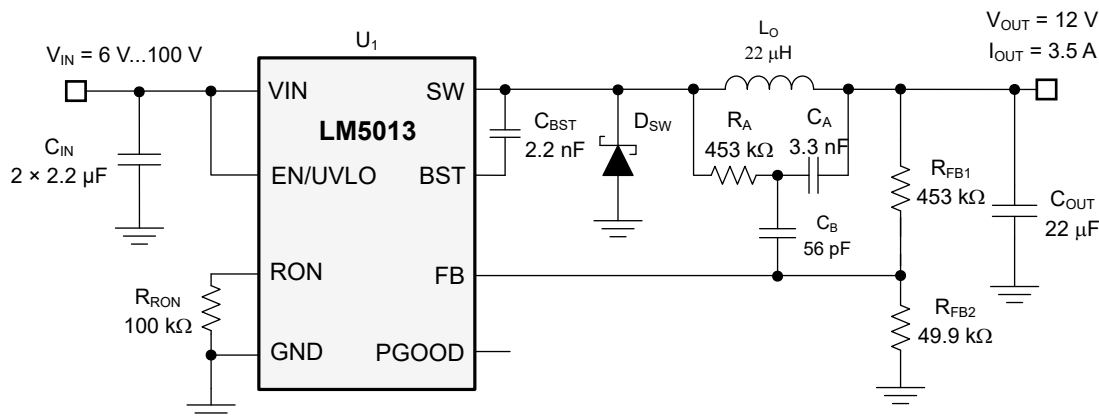 V_IN = 6 V...100 V
C_IN
2 × 2.2 µF
U_1
LM5013
VIN
EN/UVLO
RON
GND
SW
BST
FB
PGOOD
R_RON
100 kΩ
C_BST
2.2 nF
D_SW
L_O
22 µH
R_A
453 kΩ
C_A
3.3 nF
C_B
56 pF
R_FB1
453 kΩ
R_FB2
49.9 kΩ
V_OUT = 12 V
I_OUT = 3.5 A
C_OUT
22 µF